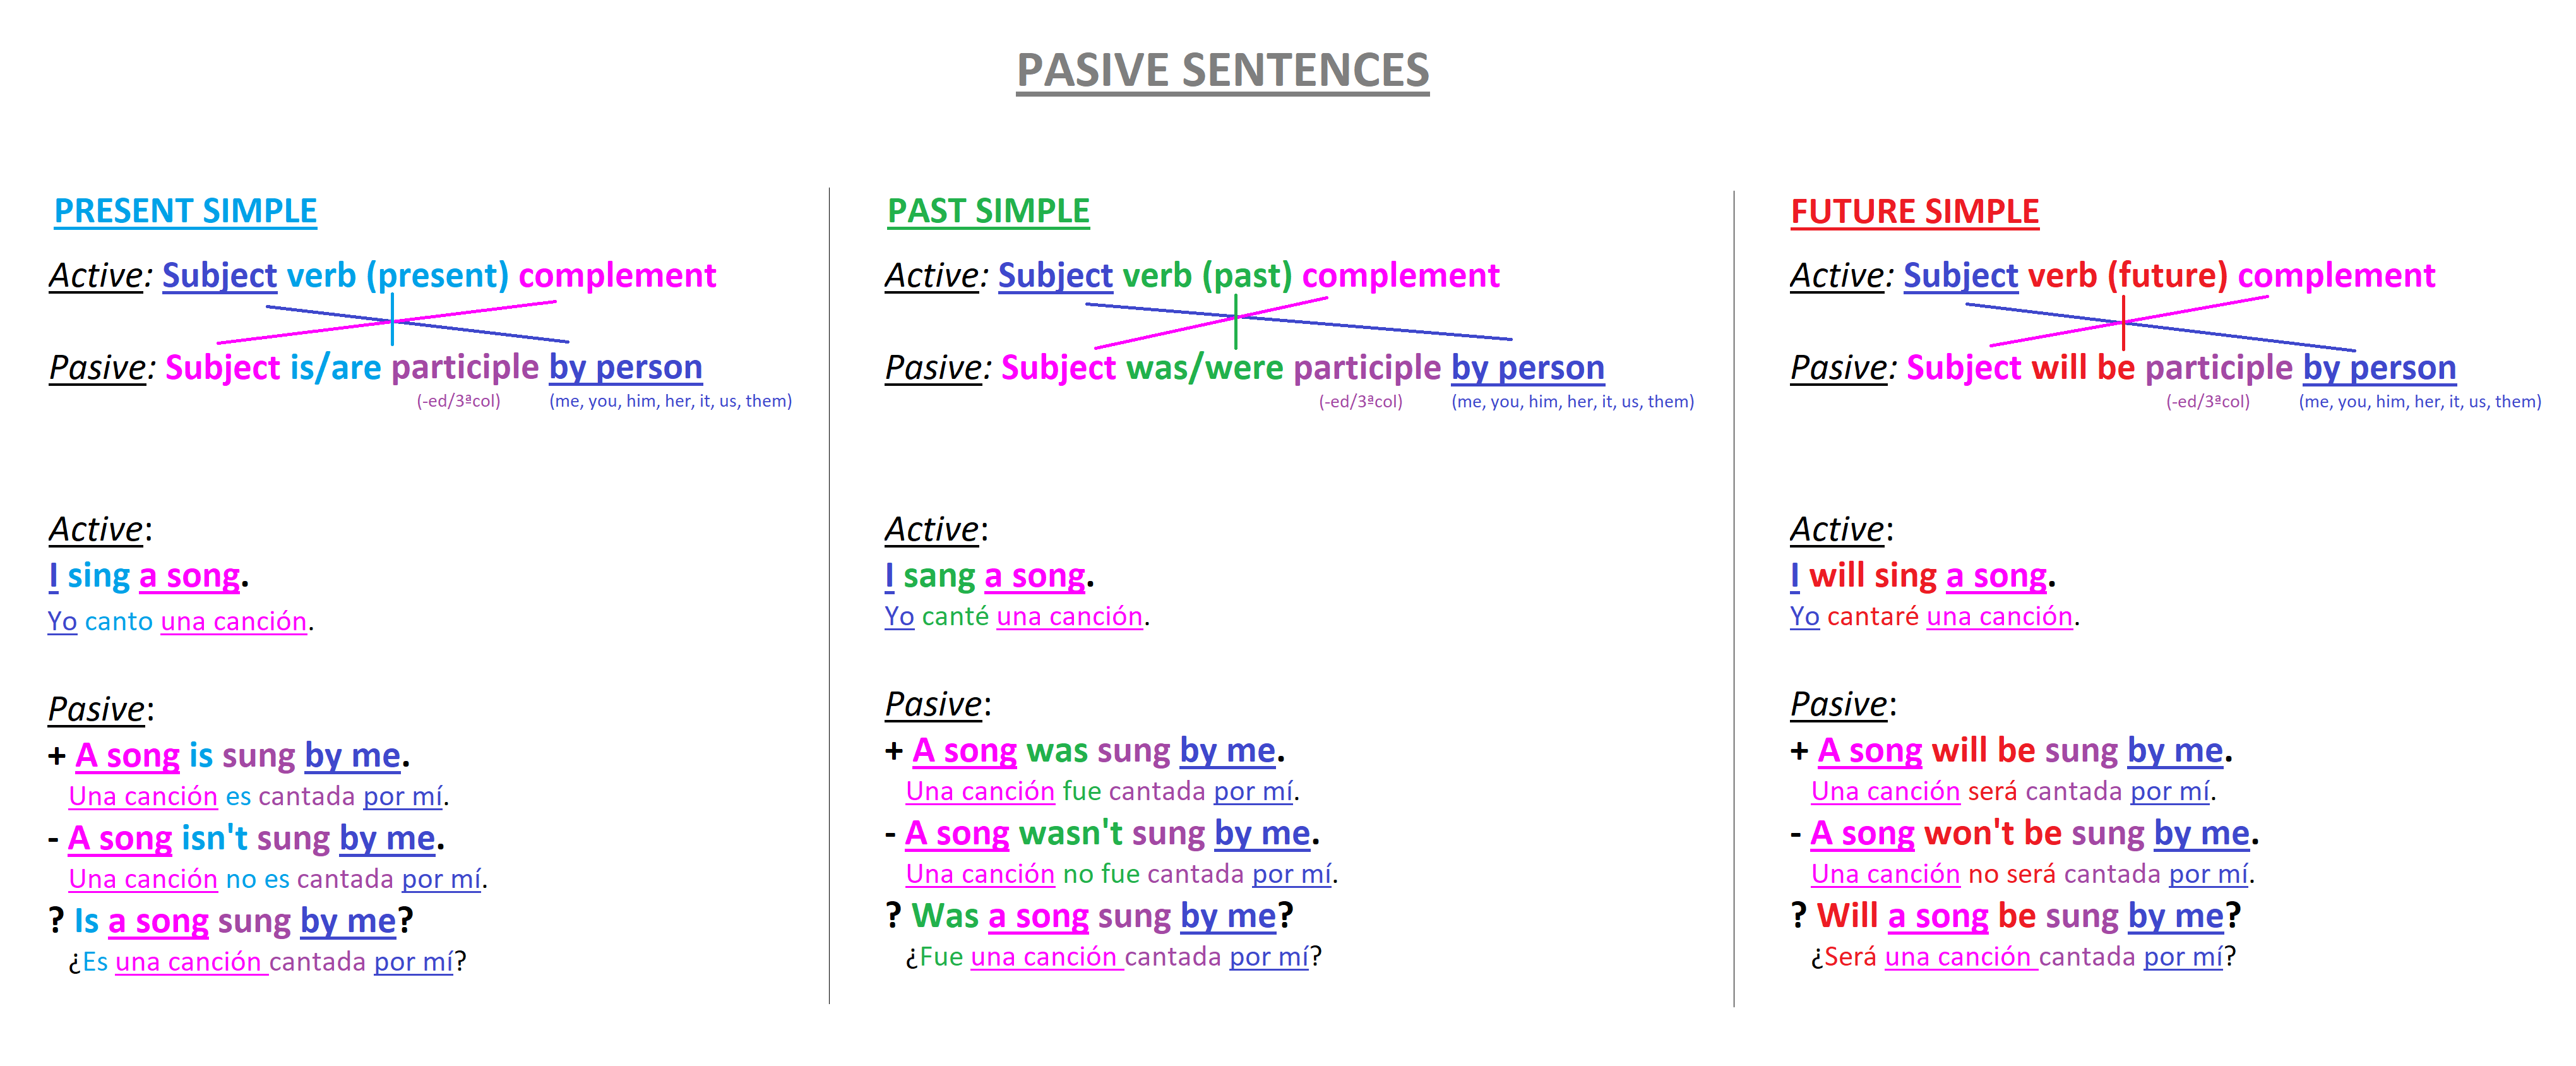 PASIVE SENTENCES
PRESENT SIMPLE
Active: Subject verb (present) complement
Pasive: Subject is/are participle by person
(-ed/3ªcol) (me, you, him, her, it, us, them)
Active:
I sing a song.
Yo canto una canción.
Pasive:
+ A song is sung by me.
Una canción es cantada por mí.
- A song isn't sung by me.
Una canción no es cantada por mí.
? Is a song sung by me?
¿Es una canción cantada por mí?
PAST SIMPLE
Active: Subject verb (past) complement
Pasive: Subject was/were participle by person
(-ed/3ªcol) (me, you, him, her, it, us, them)
Active:
I sang a song.
Yo canté una canción.
Pasive:
+ A song was sung by me.
Una canción fue cantada por mí.
- A song wasn't sung by me.
Una canción no fue cantada por mí.
? Was a song sung by me?
¿Fue una canción cantada por mí?
FUTURE SIMPLE
Active: Subject verb (future) complement
Pasive: Subject will be participle by person
(-ed/3ªcol) (me, you, him, her, it, us, them)
Active:
I will sing a song.
Yo cantaré una canción.
Pasive:
+ A song will be sung by me.
Una canción será cantada por mí.
- A song won't be sung by me.
Una canción no será cantada por mí.
? Will a song be sung by me?
¿Será una canción cantada por mí?